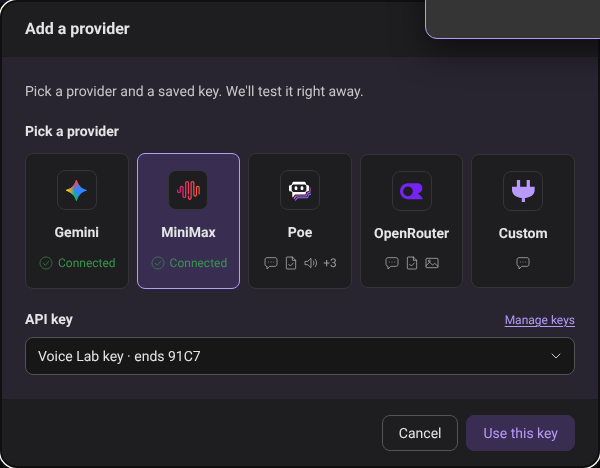 Add a provider
Pick a provider and a saved key. We'll test it right away.
Pick a provider
Gemini
Connected
MiniMax
Connected
Poe
+3
OpenRouter
Custom
API key
Manage keys
Voice Lab key · ends 91C7
Cancel
Use this key